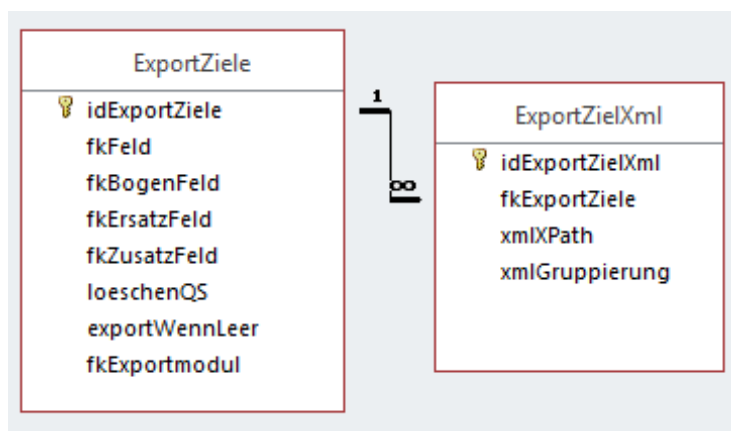 ExportZiele
idExportZiele
fkFeld
fkBogenFeld
fkErsatzFeld
fkZusatzFeld
loeschenQS
exportWennLeer
fkExportmodul
1
∞
ExportZielXml
idExportZielXml
fkExportZiele
xmlXPath
xmlGruppierung